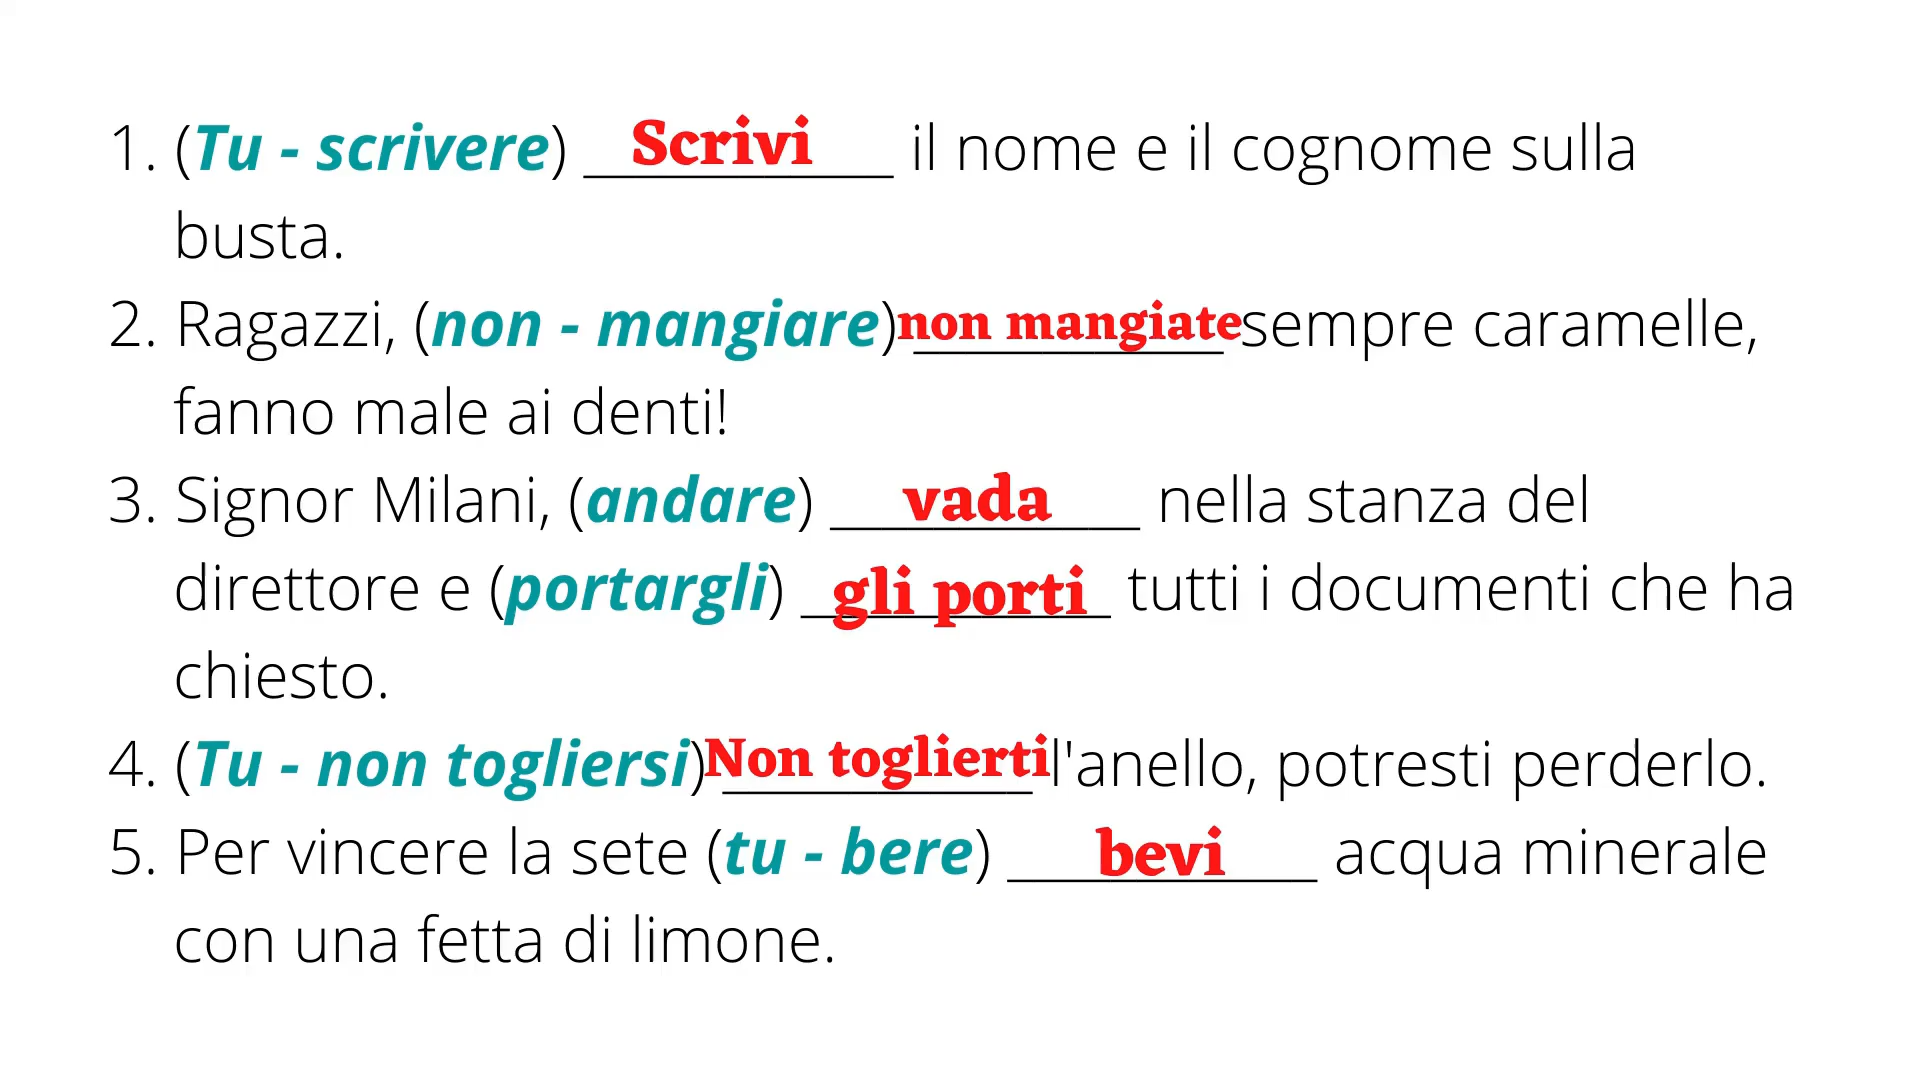 1. (Tu - scrivere) Scrivi il nome e il cognome sulla
busta.
2. Ragazzi, (non - mangiare) non mangiate sempre caramelle,
fanno male ai denti!
3. Signor Milani, (andare) vada nella stanza del
direttore e (portargli) gli porti tutti i documenti che ha
chiesto.
4. (Tu - non togliersi) Non toglierti l'anello, potresti perderlo.
5. Per vincere la sete (tu - bere) bevi acqua minerale
con una fetta di limone.